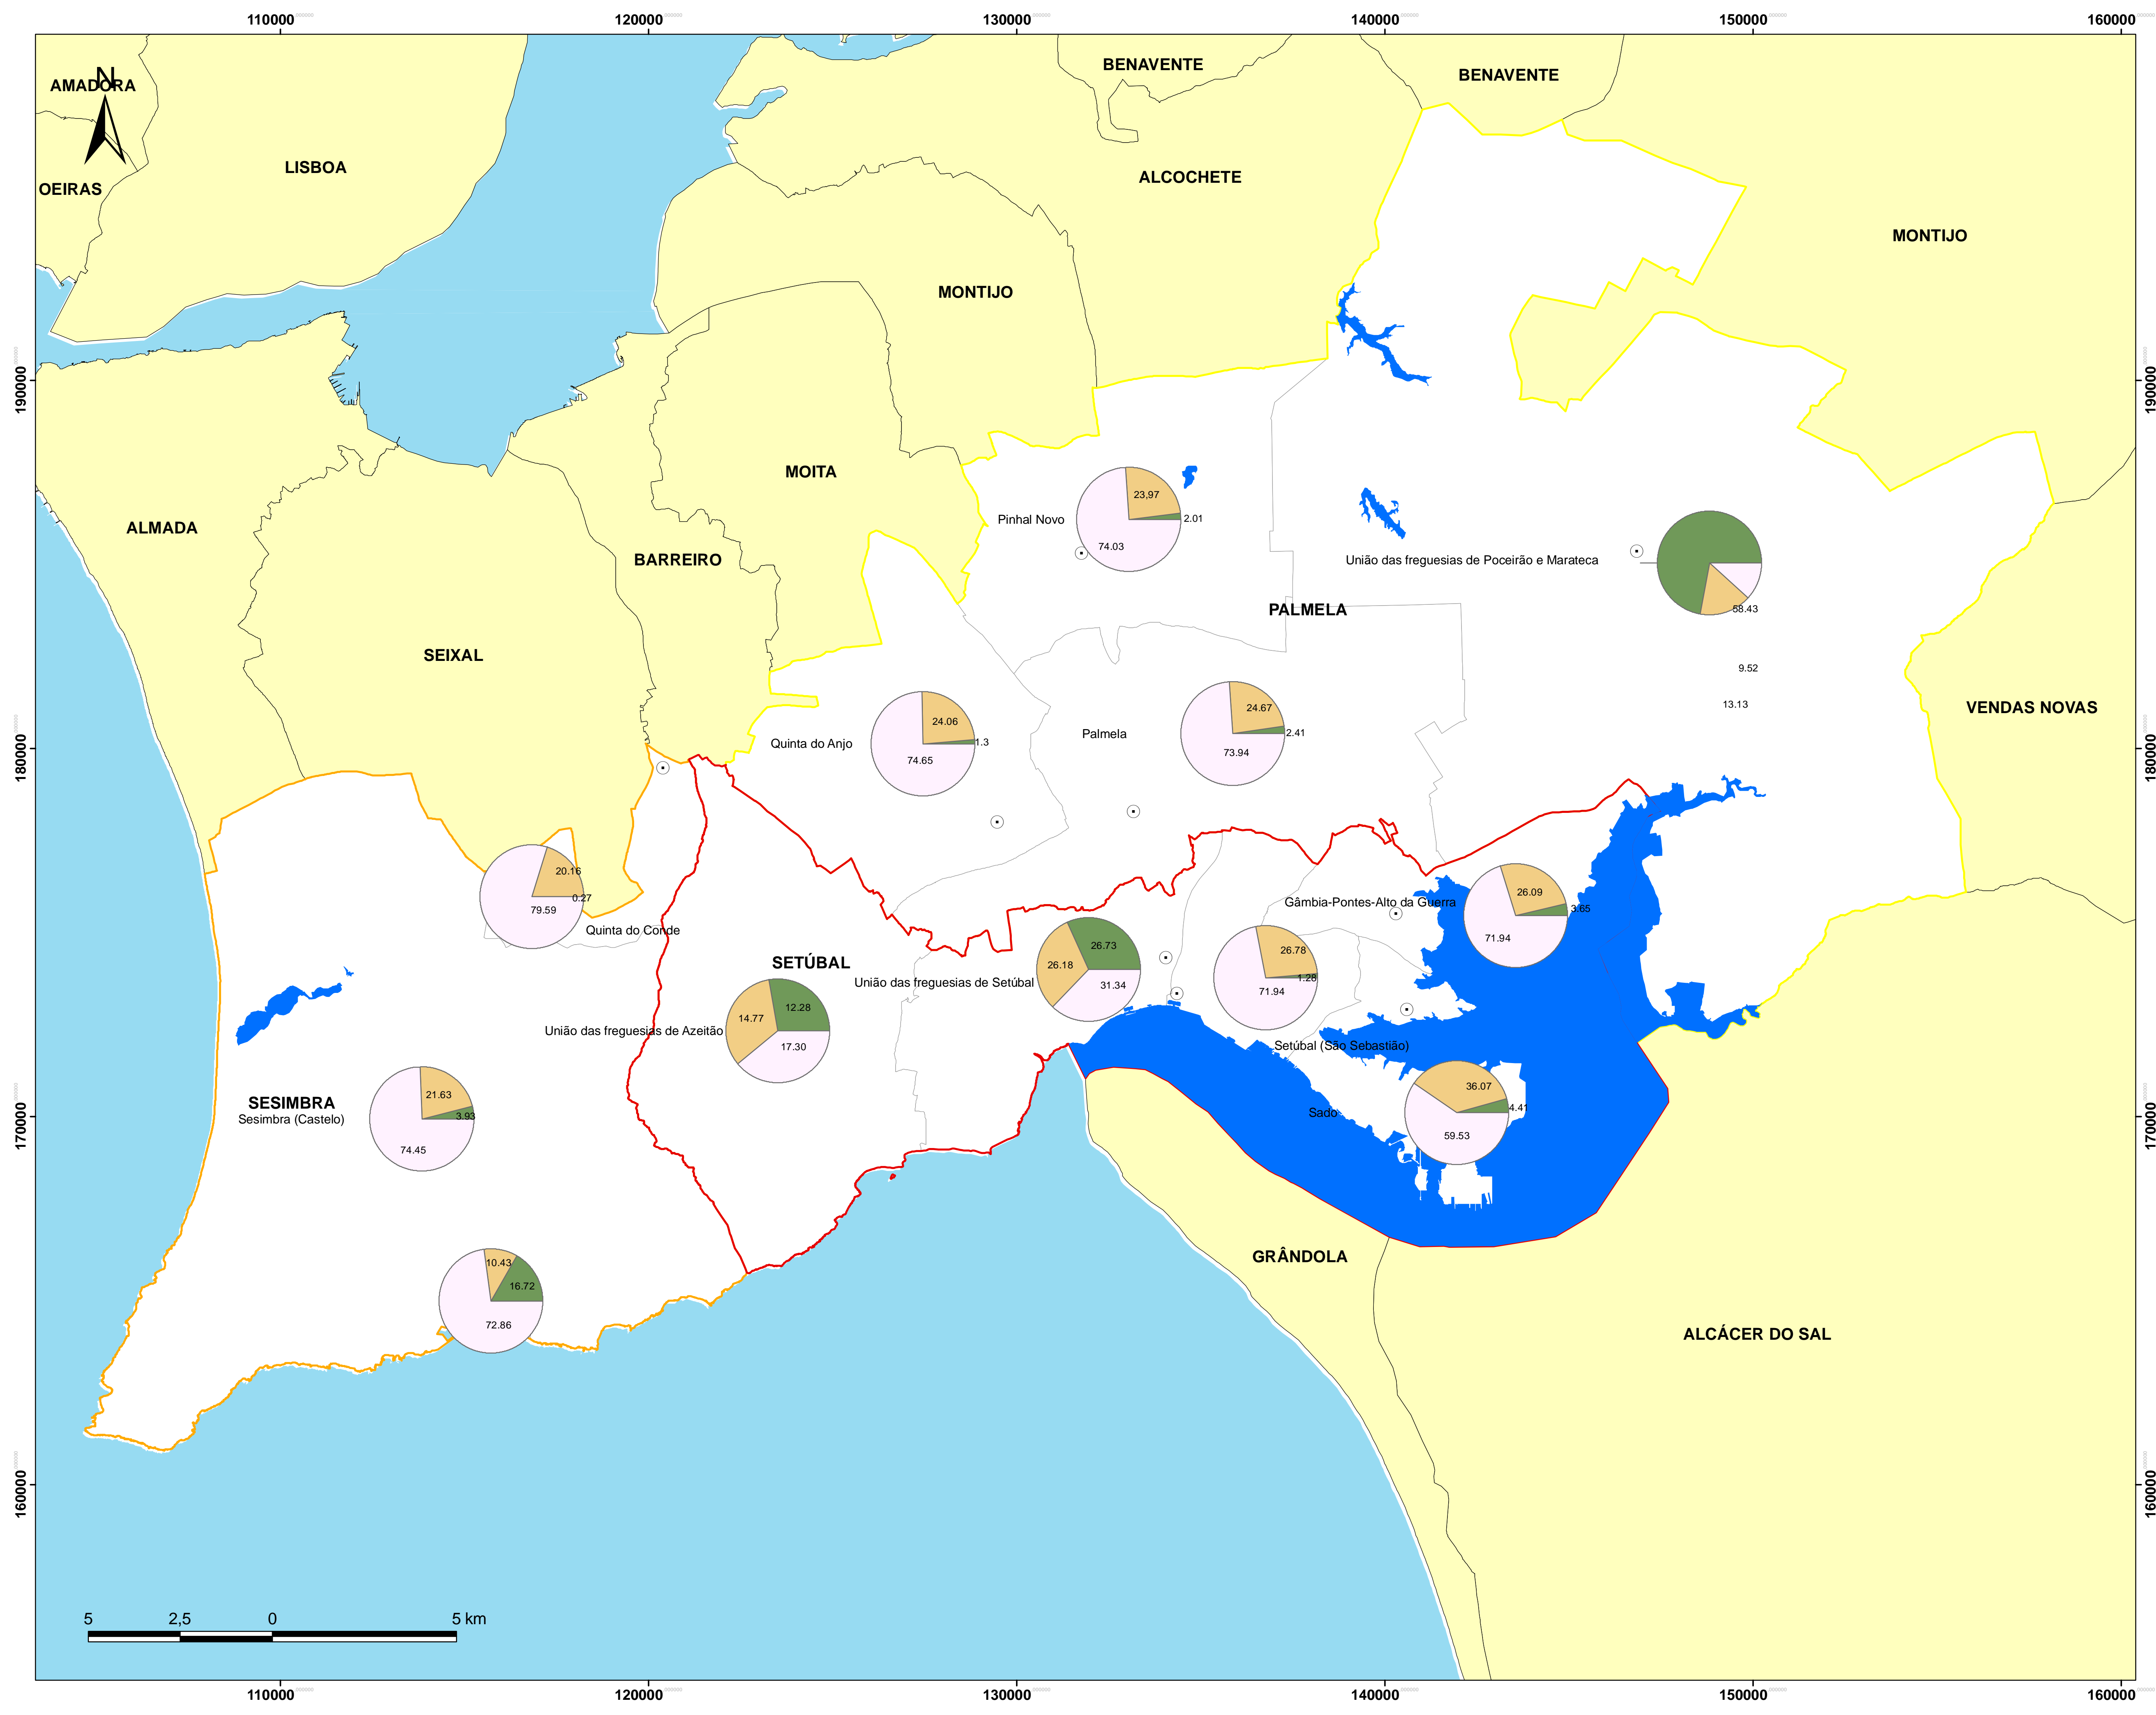 110000 120000 130000 140000 150000 160000
N
AMADORA
BENAVENTE
BENAVENTE
LISBOA
OEIRAS
ALCOCHETE
MONTIJO
MONTIJO
190000
190000
MOITA
ALMADA
BARREIRO
Pinhal Novo
23,97
2.01
74.03
União das freguesias de Poceirão e Marateca
58.43
9.52
13.13
PALMELA
SEIXAL
VENDAS NOVAS
Quinta do Anjo
24.06
1.3
74.65
Palmela
24.67
2.41
73.94
180000
180000
20.16
0.27
79.59
Quinta do Conde
Gâmbia-Pontes-Alto da Guerra
26.09
3.65
71.94
SETÚBAL
União das freguesias de Setúbal
26.73
26.18
31.34
26.78
1.28
71.94
Setúbal (São Sebastião)
União das freguesias de Azeitão
12.28
14.77
17.30
SESIMBRA
Sesimbra (Castelo)
21.63
3.93
74.45
Sado
36.07
4.41
59.53
170000
170000
10.43
16.72
72.86
GRÂNDOLA
ALCÁCER DO SAL
160000
160000
5 2,5 0 5 km
110000 120000 130000 140000 150000 160000